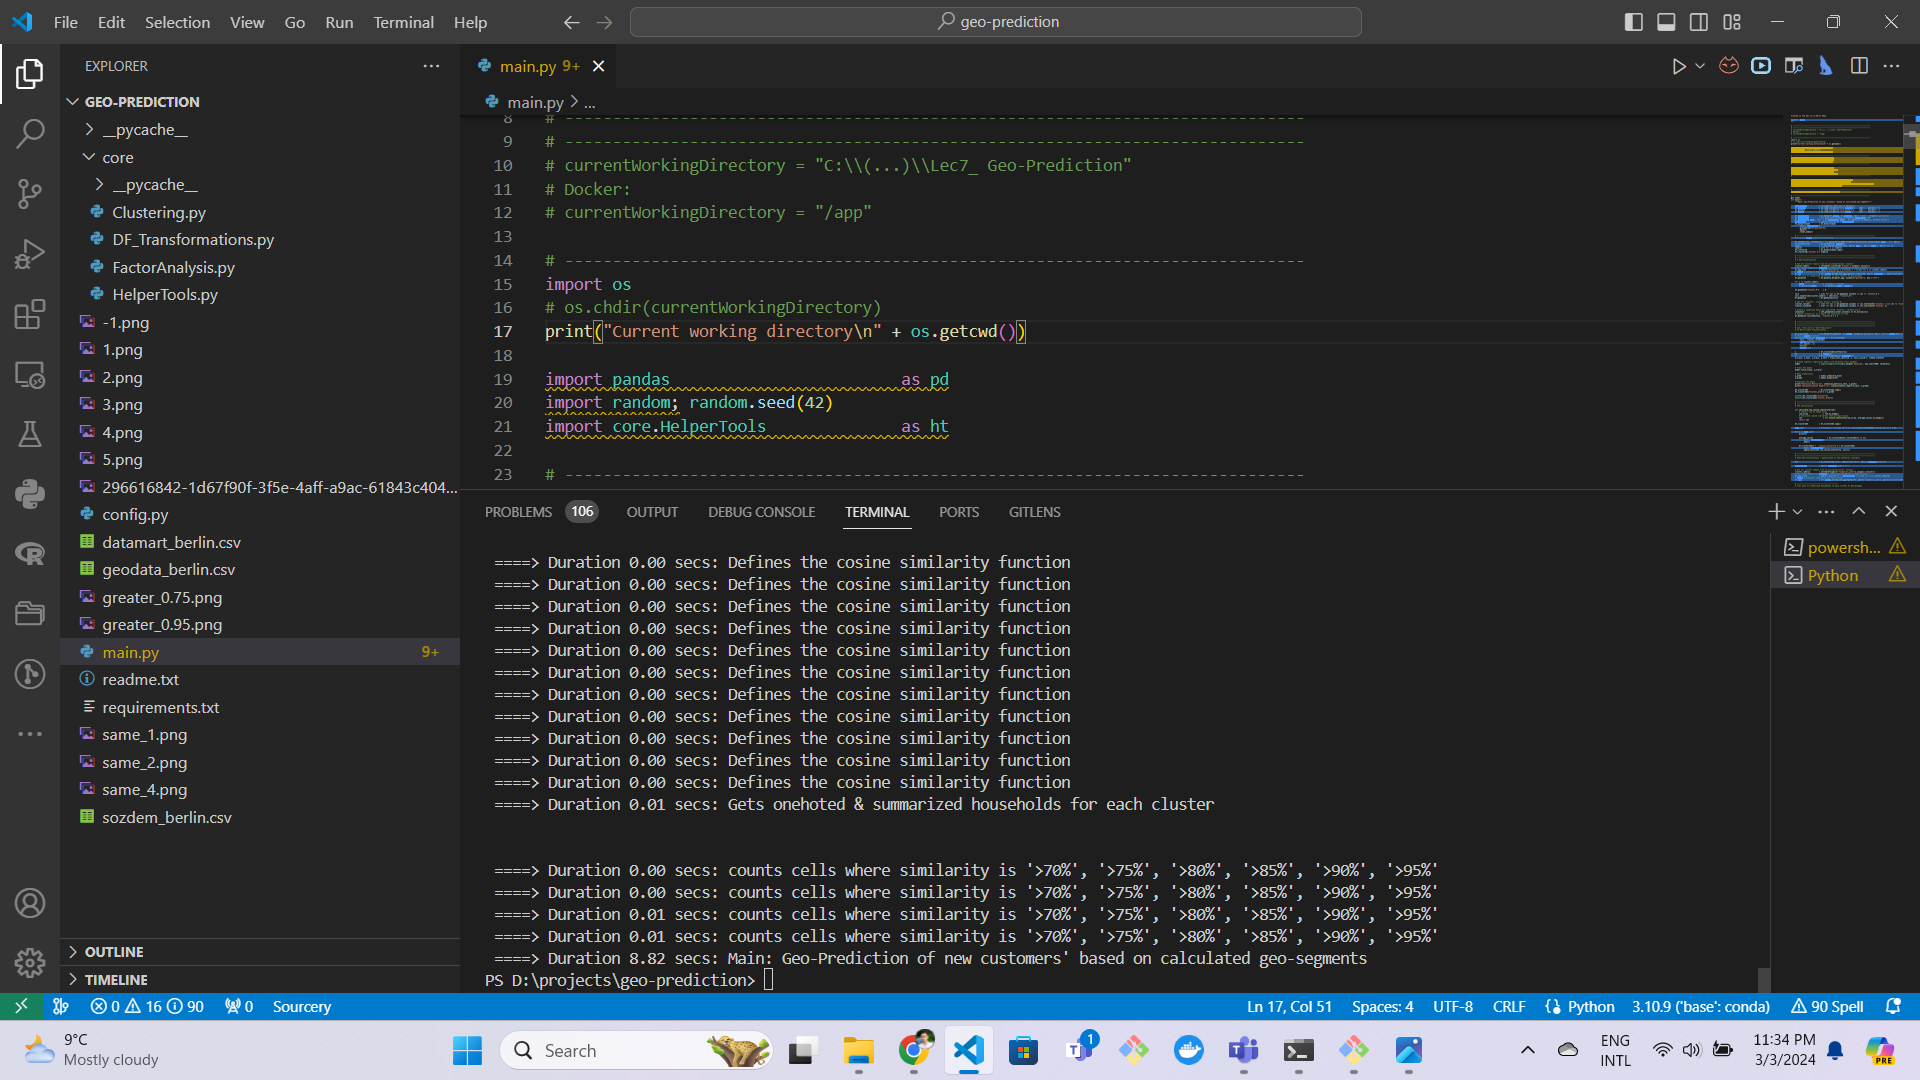 File Edit Selection View Go Run Terminal Help
geo-prediction
EXPLORER
GEO-PREDICTION
__pycache__
core
__pycache__
Clustering.py
DF_Transformations.py
FactorAnalysis.py
HelperTools.py
-1.png
1.png
2.png
3.png
4.png
5.png
296616842-1d67f90f-3f5e-4aff-a9ac-61843c404...
config.py
datamart_berlin.csv
geodata_berlin.csv
greater_0.75.png
greater_0.95.png
main.py 9+
readme.txt
requirements.txt
same_1.png
same_2.png
same_4.png
sozdem_berlin.csv
OUTLINE
TIMELINE
main.py 9+
main.py > ...
8 # -----------------------------------------------------------------------------
9 # -----------------------------------------------------------------------------
10 # currentWorkingDirectory = "C:\\(...)\\Lec7_ Geo-Prediction"
11 # Docker:
12 # currentWorkingDirectory = "/app"
13
14 # -----------------------------------------------------------------------------
15 import os
16 # os.chdir(currentWorkingDirectory)
17 print("Current working directory\n" + os.getcwd())
18
19 import pandas                        as pd
20 import random; random.seed(42)
21 import core.HelperTools              as ht
22
23 # -----------------------------------------------------------------------------
PROBLEMS 106 OUTPUT DEBUG CONSOLE TERMINAL PORTS GITLENS
====> Duration 0.00 secs: Defines the cosine similarity function
====> Duration 0.00 secs: Defines the cosine similarity function
====> Duration 0.00 secs: Defines the cosine similarity function
====> Duration 0.00 secs: Defines the cosine similarity function
====> Duration 0.00 secs: Defines the cosine similarity function
====> Duration 0.00 secs: Defines the cosine similarity function
====> Duration 0.00 secs: Defines the cosine similarity function
====> Duration 0.00 secs: Defines the cosine similarity function
====> Duration 0.00 secs: Defines the cosine similarity function
====> Duration 0.00 secs: Defines the cosine similarity function
====> Duration 0.00 secs: Defines the cosine similarity function
====> Duration 0.01 secs: Gets onehoted & summarized households for each cluster
====> Duration 0.00 secs: counts cells where similarity is '>70%', '>75%', '>80%', '>85%', '>90%', '>95%'
====> Duration 0.00 secs: counts cells where similarity is '>70%', '>75%', '>80%', '>85%', '>90%', '>95%'
====> Duration 0.01 secs: counts cells where similarity is '>70%', '>75%', '>80%', '>85%', '>90%', '>95%'
====> Duration 0.01 secs: counts cells where similarity is '>70%', '>75%', '>80%', '>85%', '>90%', '>95%'
====> Duration 8.82 secs: Main: Geo-Prediction of new customers' based on calculated geo-segments
PS D:\projects\geo-prediction>
powersh...
Python
0 16 90 0 Sourcery
Ln 17, Col 51 Spaces: 4 UTF-8 CRLF Python 3.10.9 ('base': conda) 90 Spell
9°C
Mostly cloudy
Search
1
ENG
INTL
11:34 PM
3/3/2024
PRE